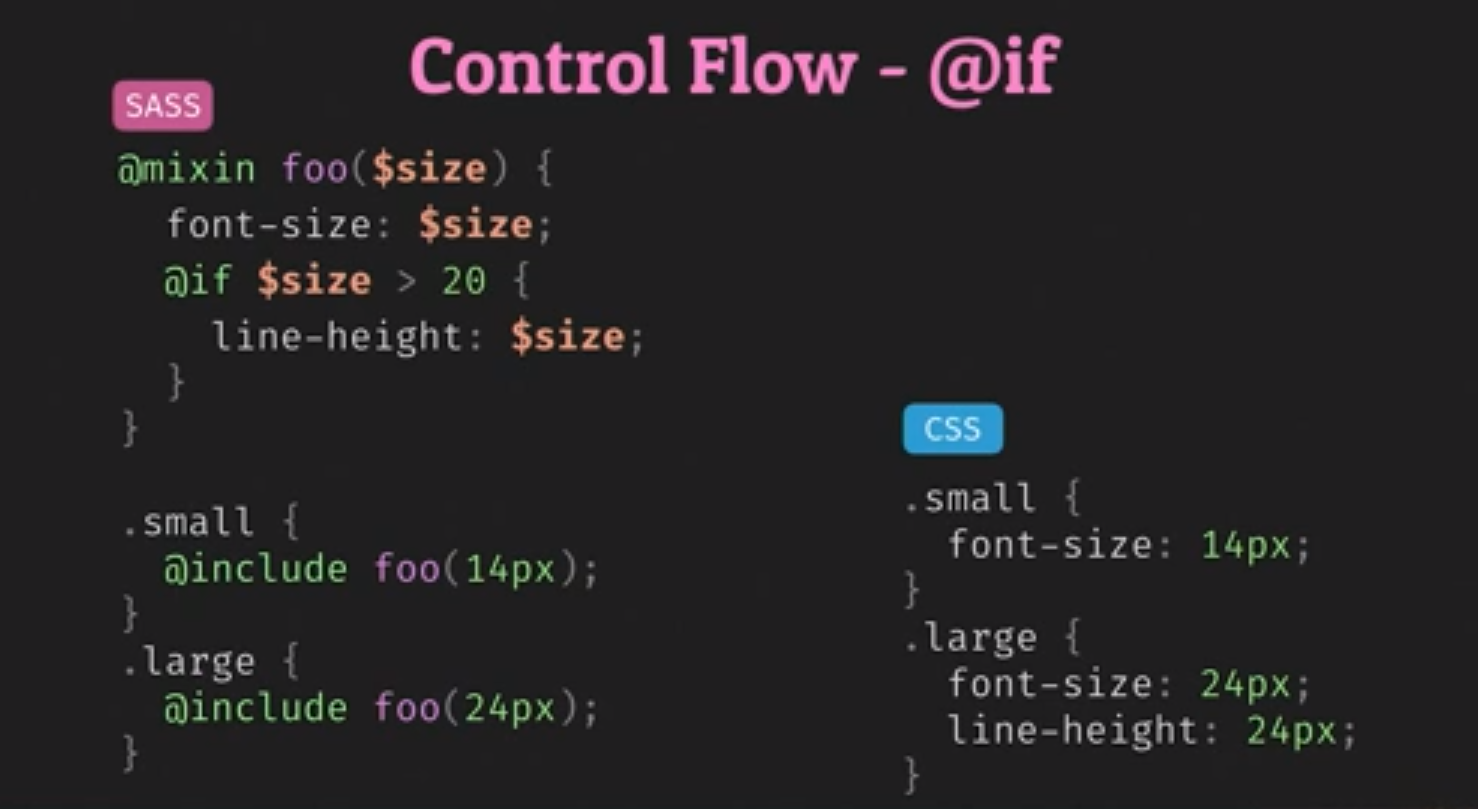 Control Flow - @if
SASS
@mixin foo($size) {
  font-size: $size;
  @if $size > 20 {
    line-height: $size;
  }
}

.small {
  @include foo(14px);
}
.large {
  @include foo(24px);
}
CSS
.small {
  font-size: 14px;
}
.large {
  font-size: 24px;
  line-height: 24px;
}